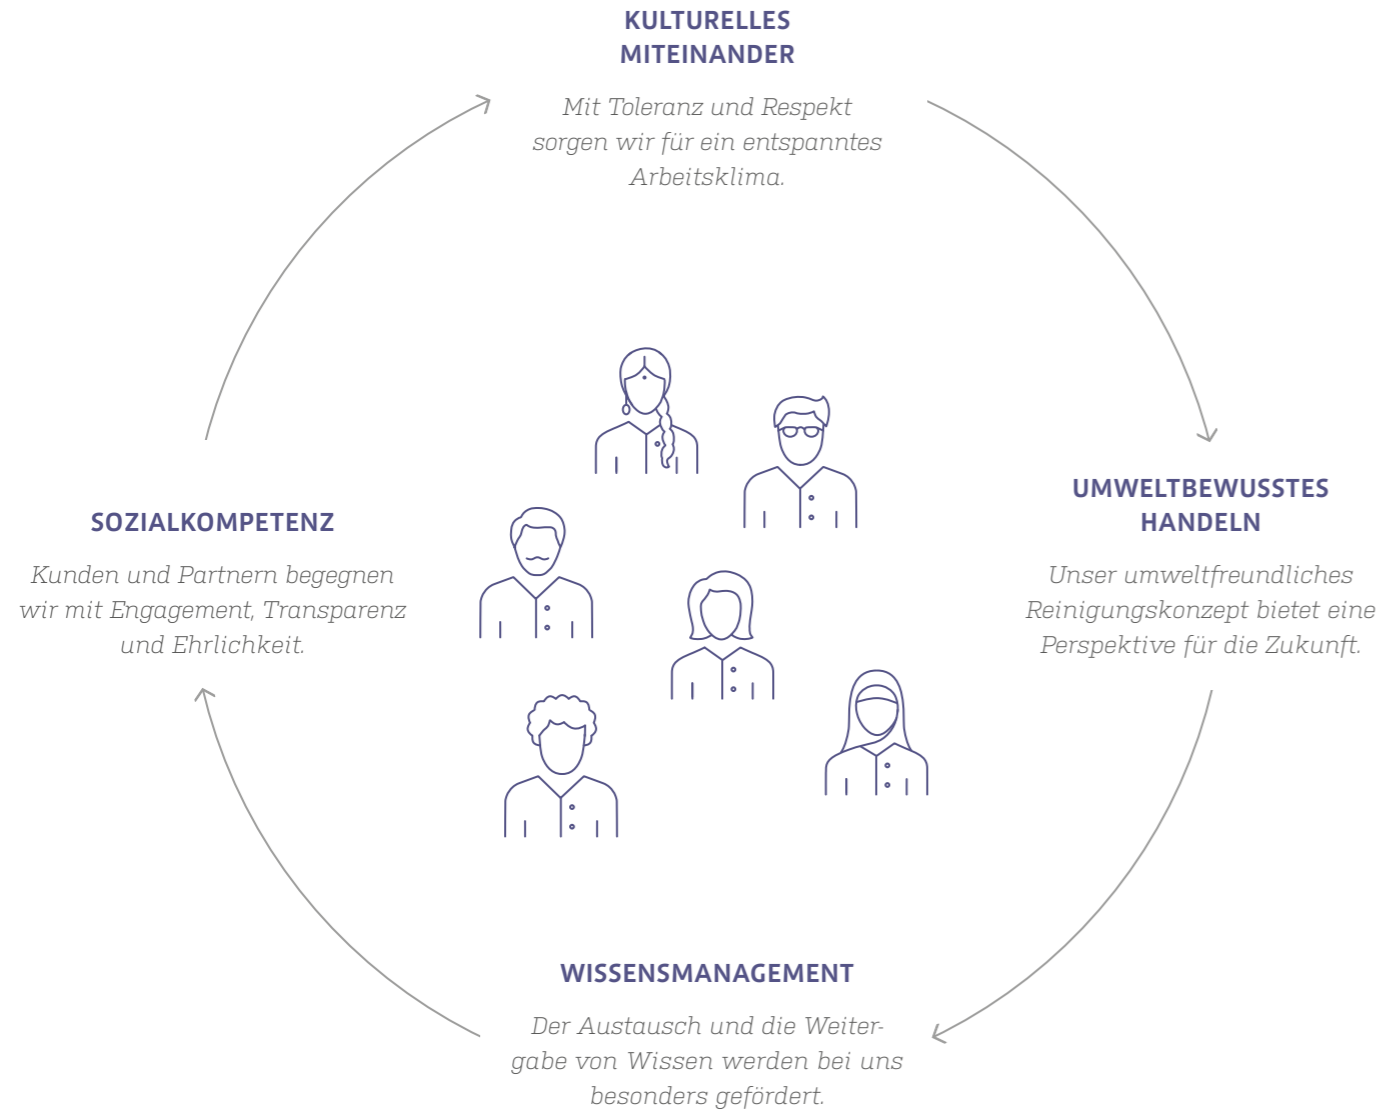 KULTURELLES
MITEINANDER
Mit Toleranz und Respekt
sorgen wir für ein entspanntes
Arbeitsklima.
UMWELTBEWUSSTES
HANDELN
Unser umweltfreundliches
Reinigungskonzept bietet eine
Perspektive für die Zukunft.
WISSENSMANAGEMENT
Der Austausch und die Weiter-
gabe von Wissen werden bei uns
besonders gefördert.
SOZIALKOMPETENZ
Kunden und Partnern begegnen
wir mit Engagement, Transparenz
und Ehrlichkeit.